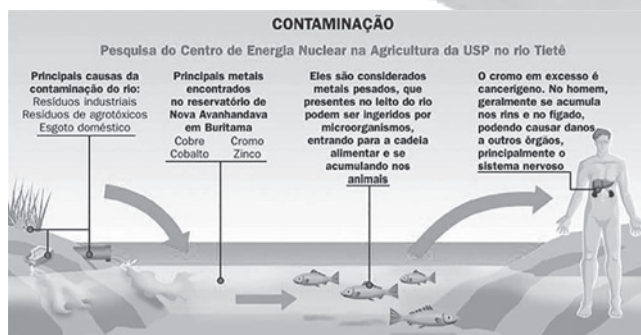 CONTAMINAÇÃO
Pesquisa do Centro de Energia Nuclear na Agricultura da USP no rio Tietê
Principais causas da
contaminação do rio:
Resíduos industriais
Resíduos de agrotóxicos
Esgoto doméstico
Principais metais
encontrados
no reservatório de
Nova Avanhandava
em Buritama
Cobre Cromo
Cobalto Zinco
Eles são considerados
metais pesados, que
presentes no leito do rio
podem ser ingeridos por
microorganismos,
entrando para a cadeia
alimentar e se
acumulando nos
animais
O cromo em excesso é
cancerígeno. No homem,
geralmente se acumula
nos rins e no fígado,
podendo causar danos
a outros órgãos,
principalmente o
sistema nervoso